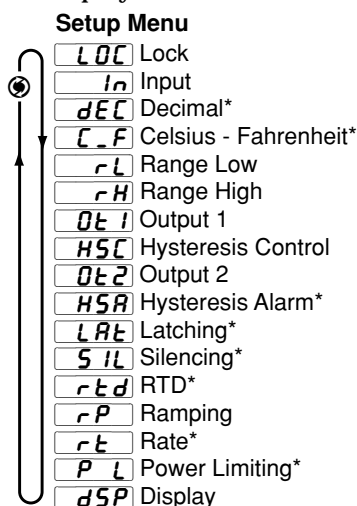 Setup Menu
LOC Lock
In Input
dEC Decimal*
C_F Celsius - Fahrenheit*
rL Range Low
rH Range High
Ot1 Output 1
HSC Hysteresis Control
Ot2 Output 2
HSA Hysteresis Alarm*
LAt Latching*
SIL Silencing*
rtd RTD*
rP Ramping
rt Rate*
P L Power Limiting*
dSP Display